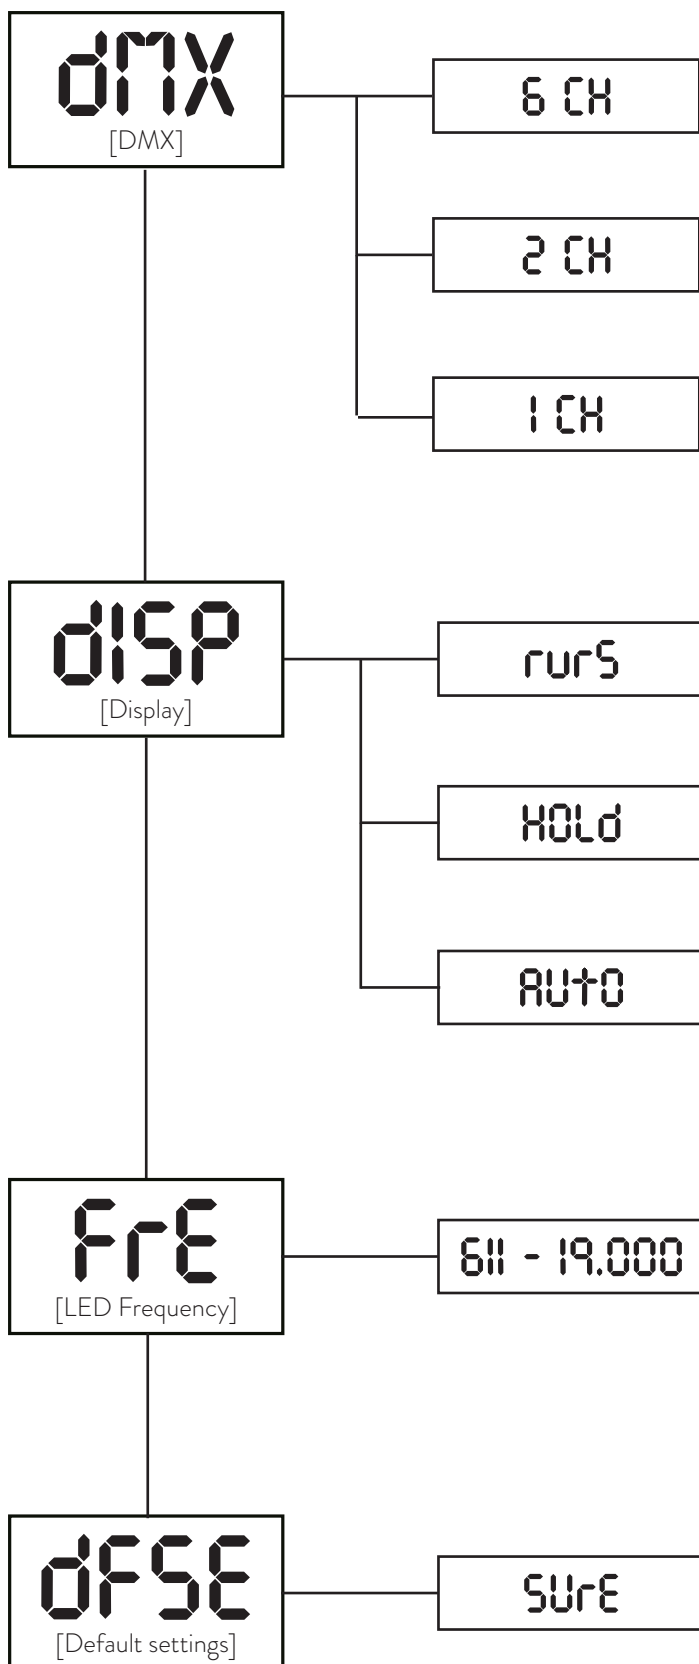 dMX
[DMX]
6 CH
2 CH
1 CH
dISP
[Display]
rurS
HOLd
AUtO
FrE
[LED Frequency]
611 - 19.000
dFSE
[Default settings]
SUrE